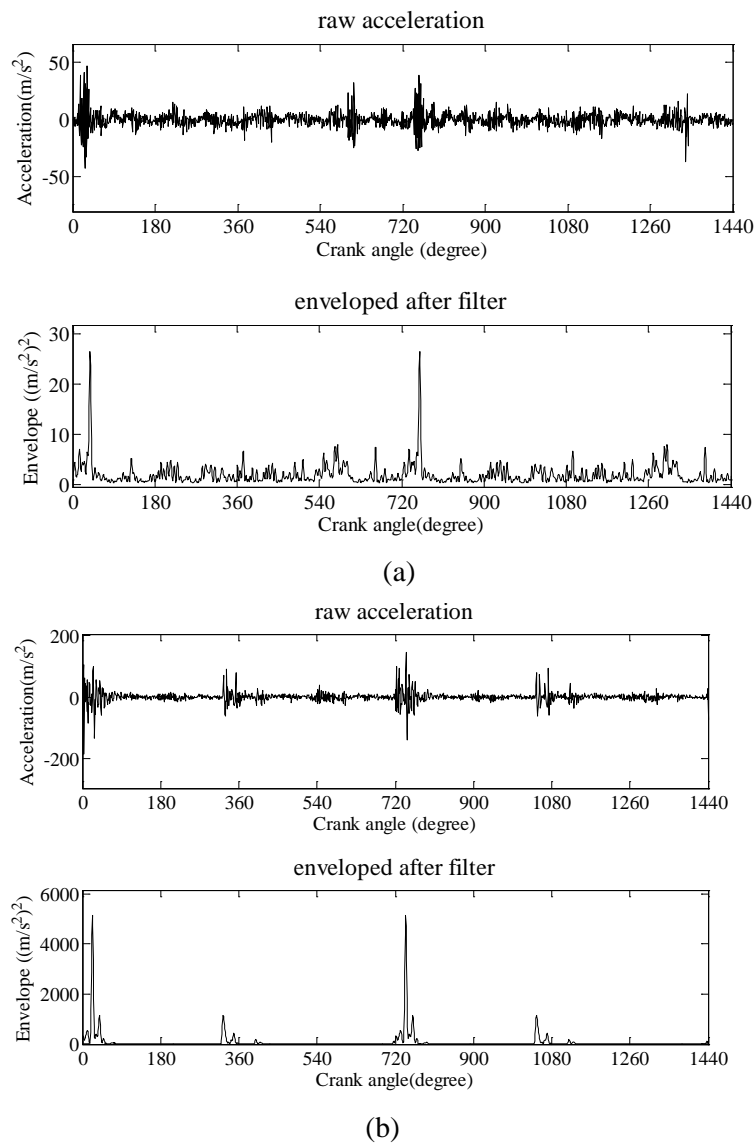 raw acceleration
Acceleration(m/s²)
50
0
-50
0 180 360 540 720 900 1080 1260 1440
Crank angle (degree)
enveloped after filter
Envelope ((m/s²)²)
30
20
10
0
0 180 360 540 720 900 1080 1260 1440
Crank angle(degree)
(a)
raw acceleration
Acceleration(m/s²)
200
0
-200
0 180 360 540 720 900 1080 1260 1440
Crank angle (degree)
enveloped after filter
Envelope ((m/s²)²)
6000
4000
2000
0
0 180 360 540 720 900 1080 1260 1440
Crank angle(degree)
(b)